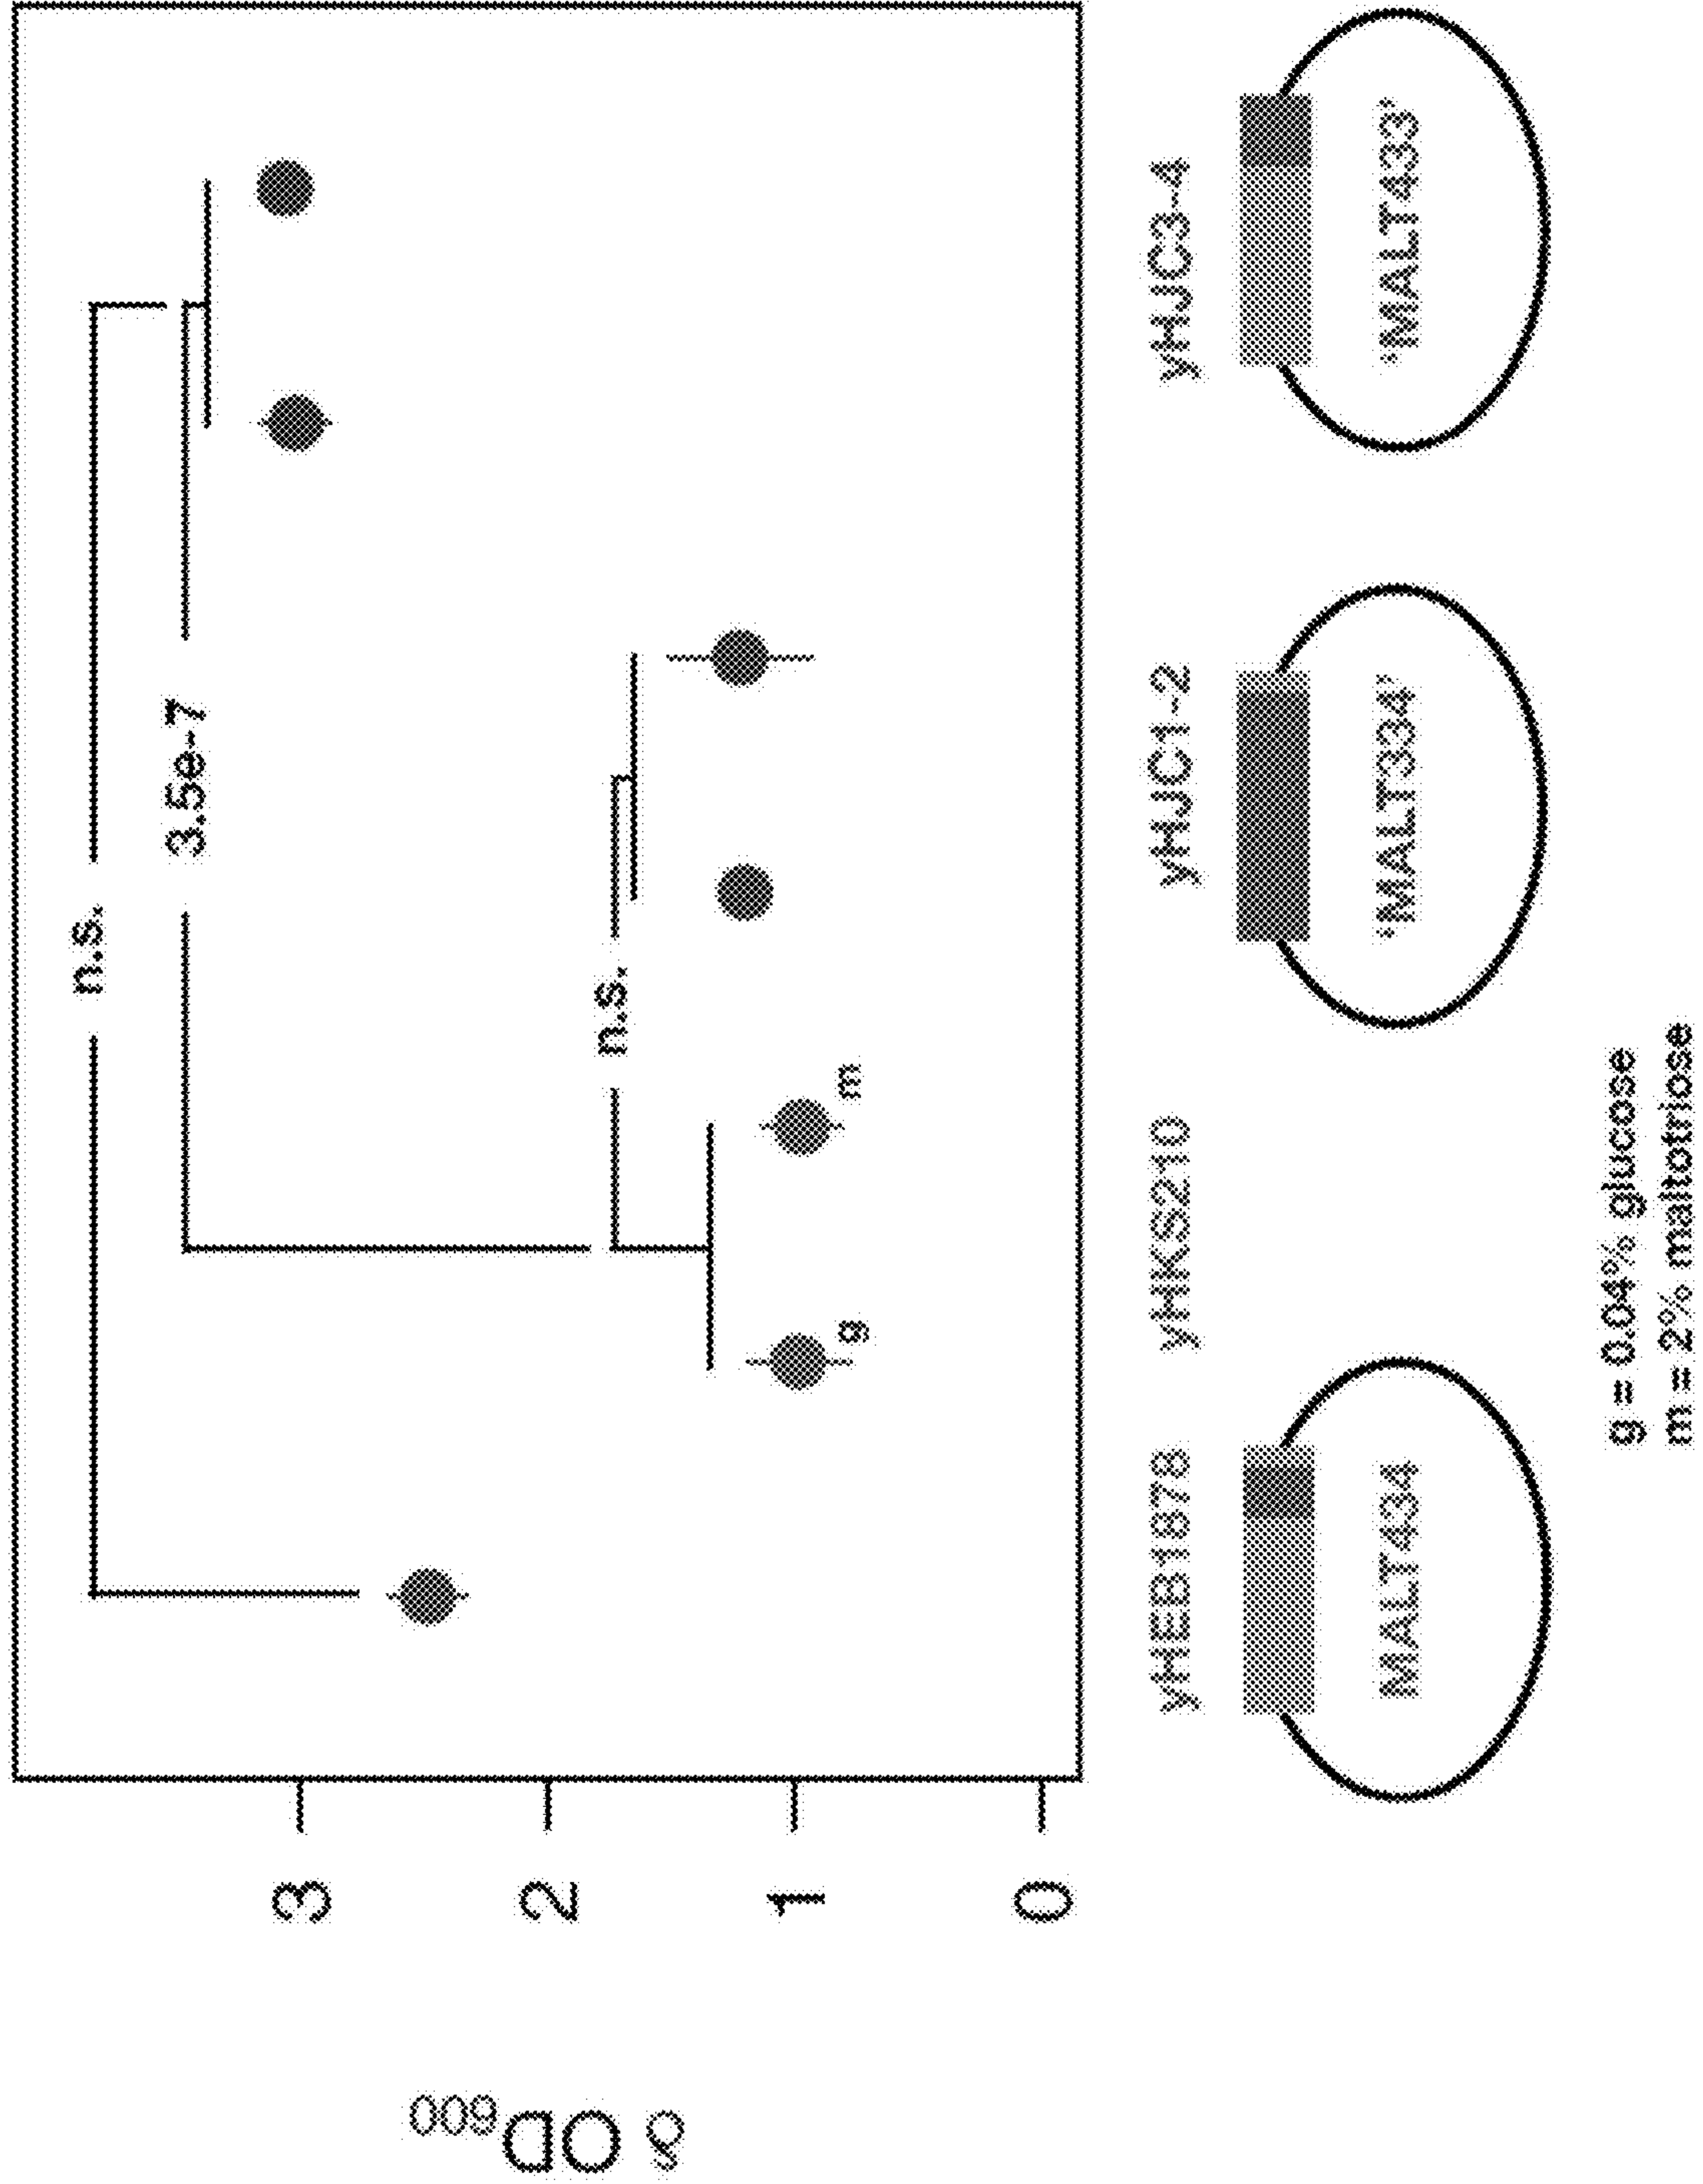 OD600
3
2
1
0
n.s.
3.5e-7
n.s.
g
m
yHEB1878 yHKS210 yHJC1-2 yHJC3-4
MALT434 ‘MALT334’ ‘MALT433’
g = 0.04% glucose
m = 2% maltotriose